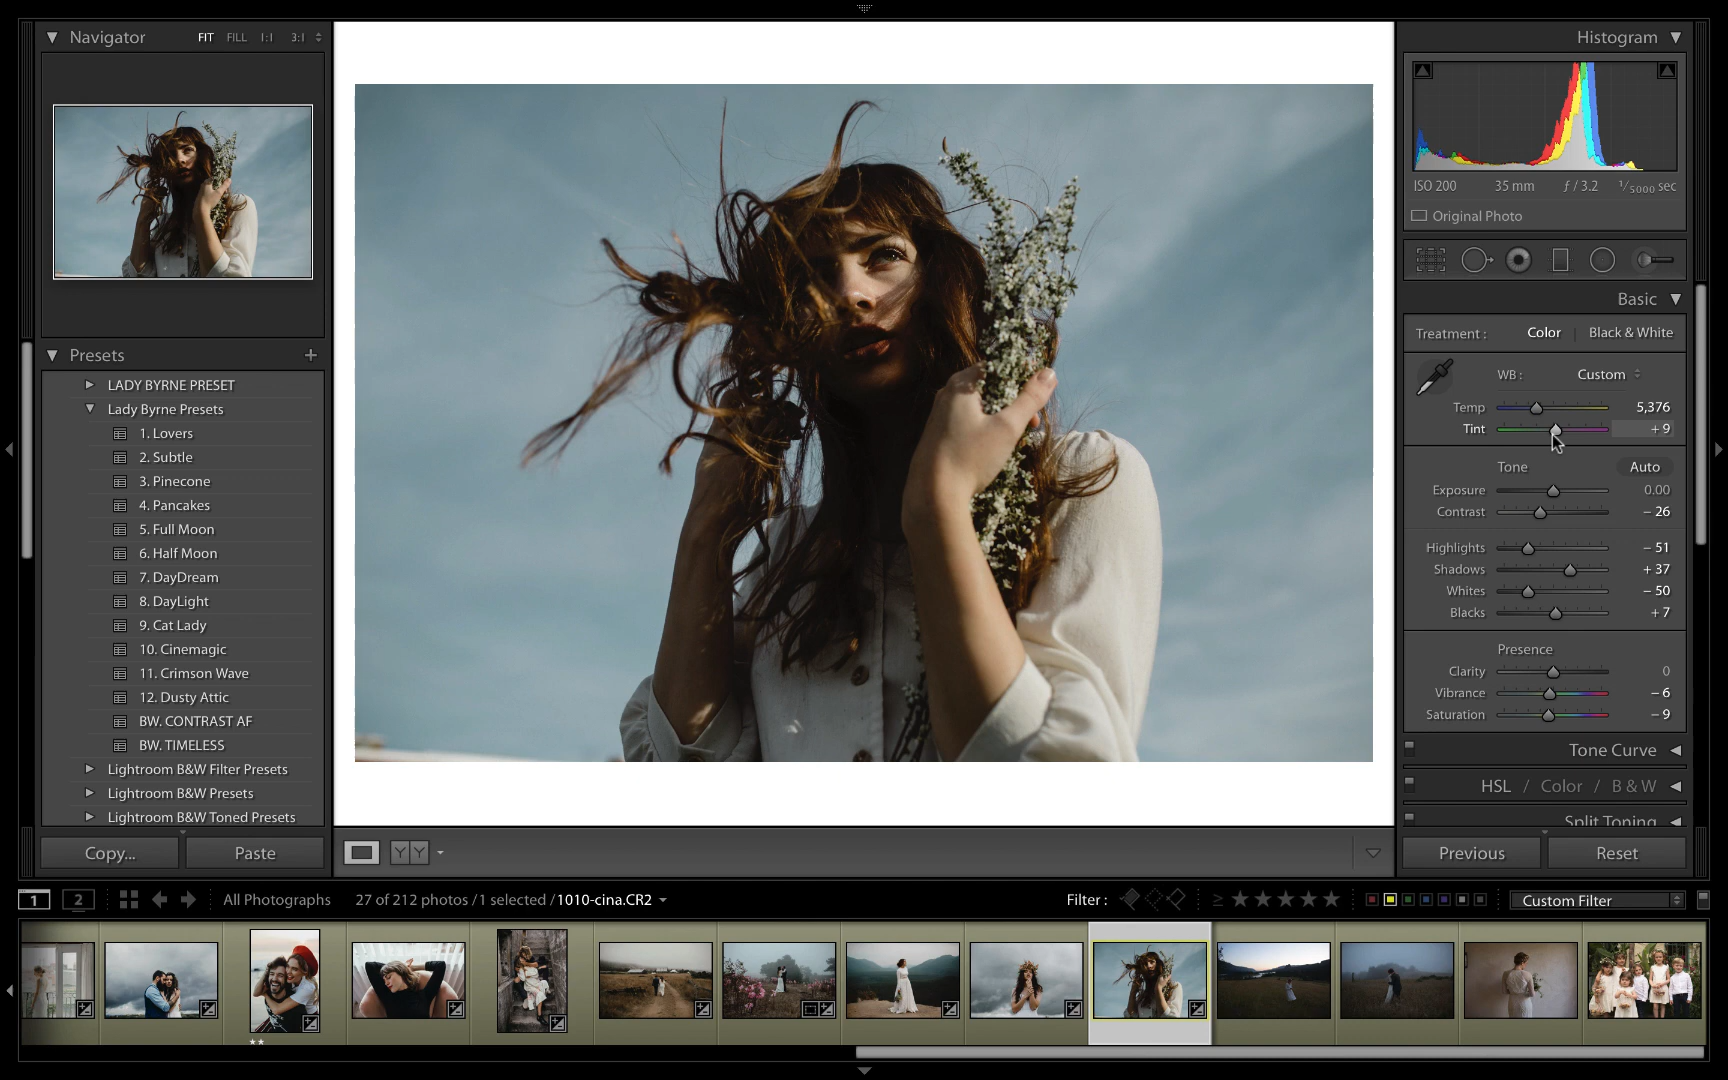 Navigator FIT FILL 1:1 3:1
Presets +
LADY BYRNE PRESET
Lady Byrne Presets
1. Lovers
2. Subtle
3. Pinecone
4. Pancakes
5. Full Moon
6. Half Moon
7. DayDream
8. DayLight
9. Cat Lady
10. Cinemagic
11. Crimson Wave
12. Dusty Attic
BW. CONTRAST AF
BW. TIMELESS
Lightroom B&W Filter Presets
Lightroom B&W Presets
Lightroom B&W Toned Presets
Copy... Paste
Y Y
Histogram
ISO 200 35 mm ƒ / 3.2 1/5000 sec
Original Photo
Basic
Treatment : Color Black & White
WB : Custom
Temp 5,376
Tint + 9
Tone Auto
Exposure 0.00
Contrast − 26
Highlights − 51
Shadows + 37
Whites − 50
Blacks + 7
Presence
Clarity 0
Vibrance − 6
Saturation − 9
Tone Curve
HSL / Color / B & W
Split Toning
Previous Reset
1 2 All Photographs 27 of 212 photos / 1 selected / 1010-cina.CR2 Filter : ≥ ★★★★★ Custom Filter
★★